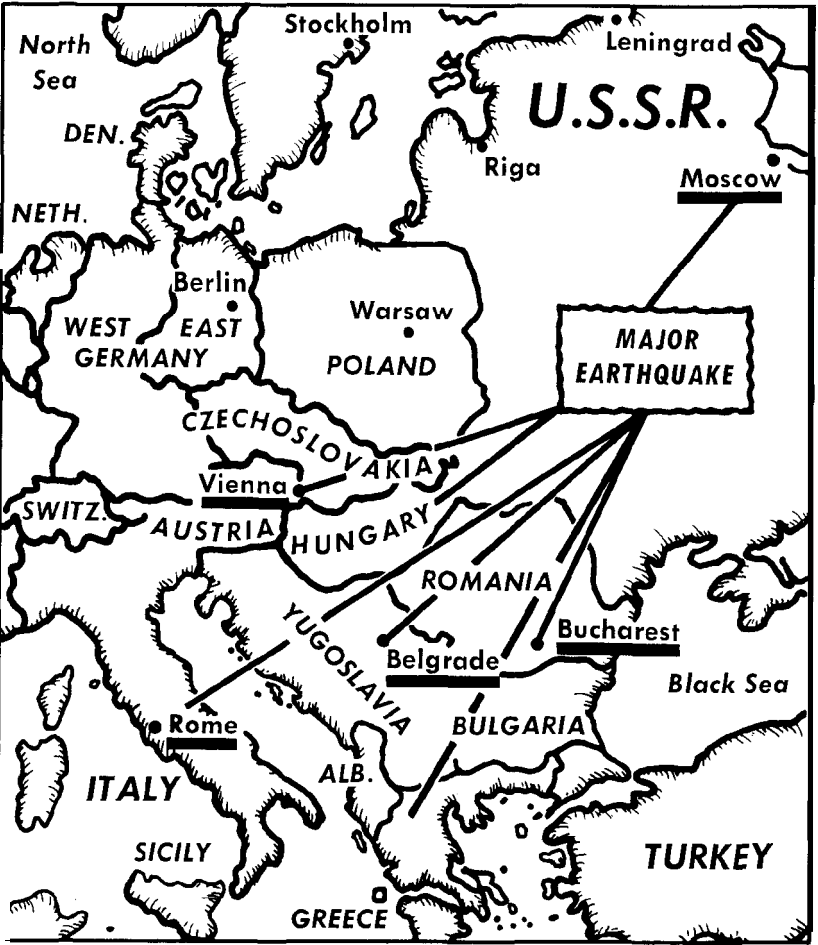 Stockholm
North
Sea
Leningrad
U.S.S.R.
DEN.
Riga
Moscow
NETH.
Berlin
Warsaw
WEST EAST
GERMANY
POLAND
MAJOR
EARTHQUAKE
CZECHOSLOVAKIA
Vienna
SWITZ.
AUSTRIA
HUNGARY
ROMANIA
YUGOSLAVIA
Bucharest
Belgrade
Black Sea
Rome
BULGARIA
ALB.
ITALY
SICILY
TURKEY
GREECE